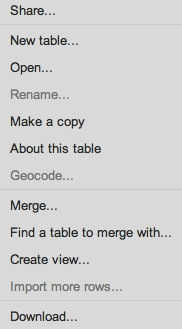 Share...
New table...
Open...
Rename...
Make a copy
About this table
Geocode...
Merge...
Find a table to merge with...
Create view...
Import more rows...
Download...